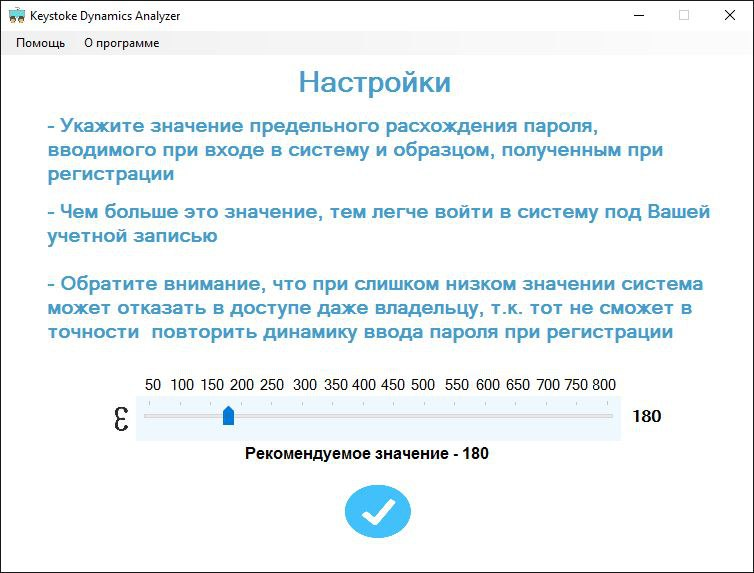 Keystoke Dynamics Analyzer
Помощь О программе
Настройки
- Укажите значение предельного расхождения пароля,
вводимого при входе в систему и образцом, полученным при
регистрации
- Чем больше это значение, тем легче войти в систему под Вашей
учетной записью
- Обратите внимание, что при слишком низком значении система
может отказать в доступе даже владельцу, т.к. тот не сможет в
точности повторить динамику ввода пароля при регистрации
50 100 150 200 250 300 350 400 450 500 550 600 650 700 750 800
Ɛ 180
Рекомендуемое значение - 180